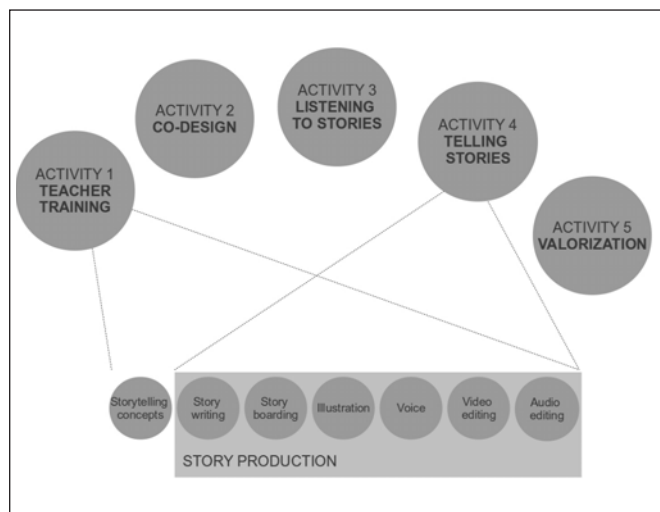 ACTIVITY 1
TEACHER
TRAINING
ACTIVITY 2
CO-DESIGN
ACTIVITY 3
LISTENING
TO STORIES
ACTIVITY 4
TELLING
STORIES
ACTIVITY 5
VALORIZATION
Storytelling
concepts
Story
writing
Story
boarding
Illustration
Voice
Video
editing
Audio
editing
STORY PRODUCTION